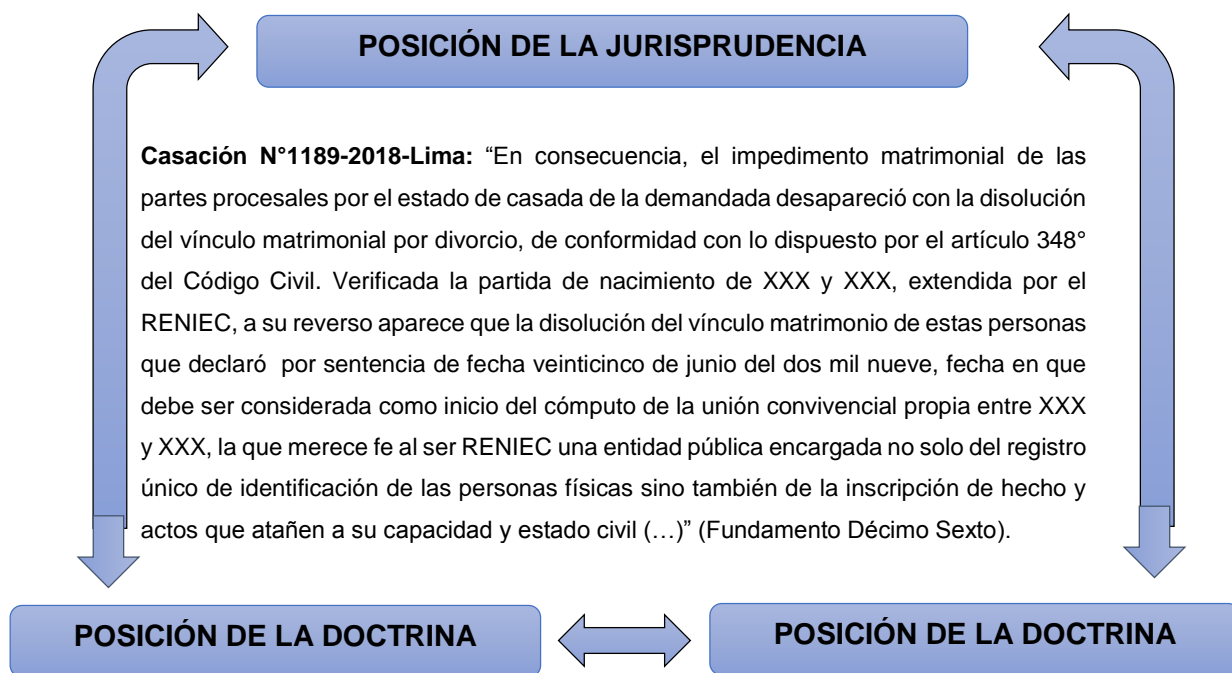 POSICIÓN DE LA JURISPRUDENCIA
Casación N°1189-2018-Lima: “En consecuencia, el impedimento matrimonial de las
partes procesales por el estado de casada de la demandada desapareció con la disolución
del vínculo matrimonial por divorcio, de conformidad con lo dispuesto por el artículo 348°
del Código Civil. Verificada la partida de nacimiento de XXX y XXX, extendida por el
RENIEC, a su reverso aparece que la disolución del vínculo matrimonio de estas personas
que declaró por sentencia de fecha veinticinco de junio del dos mil nueve, fecha en que
debe ser considerada como inicio del cómputo de la unión convivencial propia entre XXX
y XXX, la que merece fe al ser RENIEC una entidad pública encargada no solo del registro
único de identificación de las personas físicas sino también de la inscripción de hecho y
actos que atañen a su capacidad y estado civil (…)” (Fundamento Décimo Sexto).
POSICIÓN DE LA DOCTRINA
POSICIÓN DE LA DOCTRINA